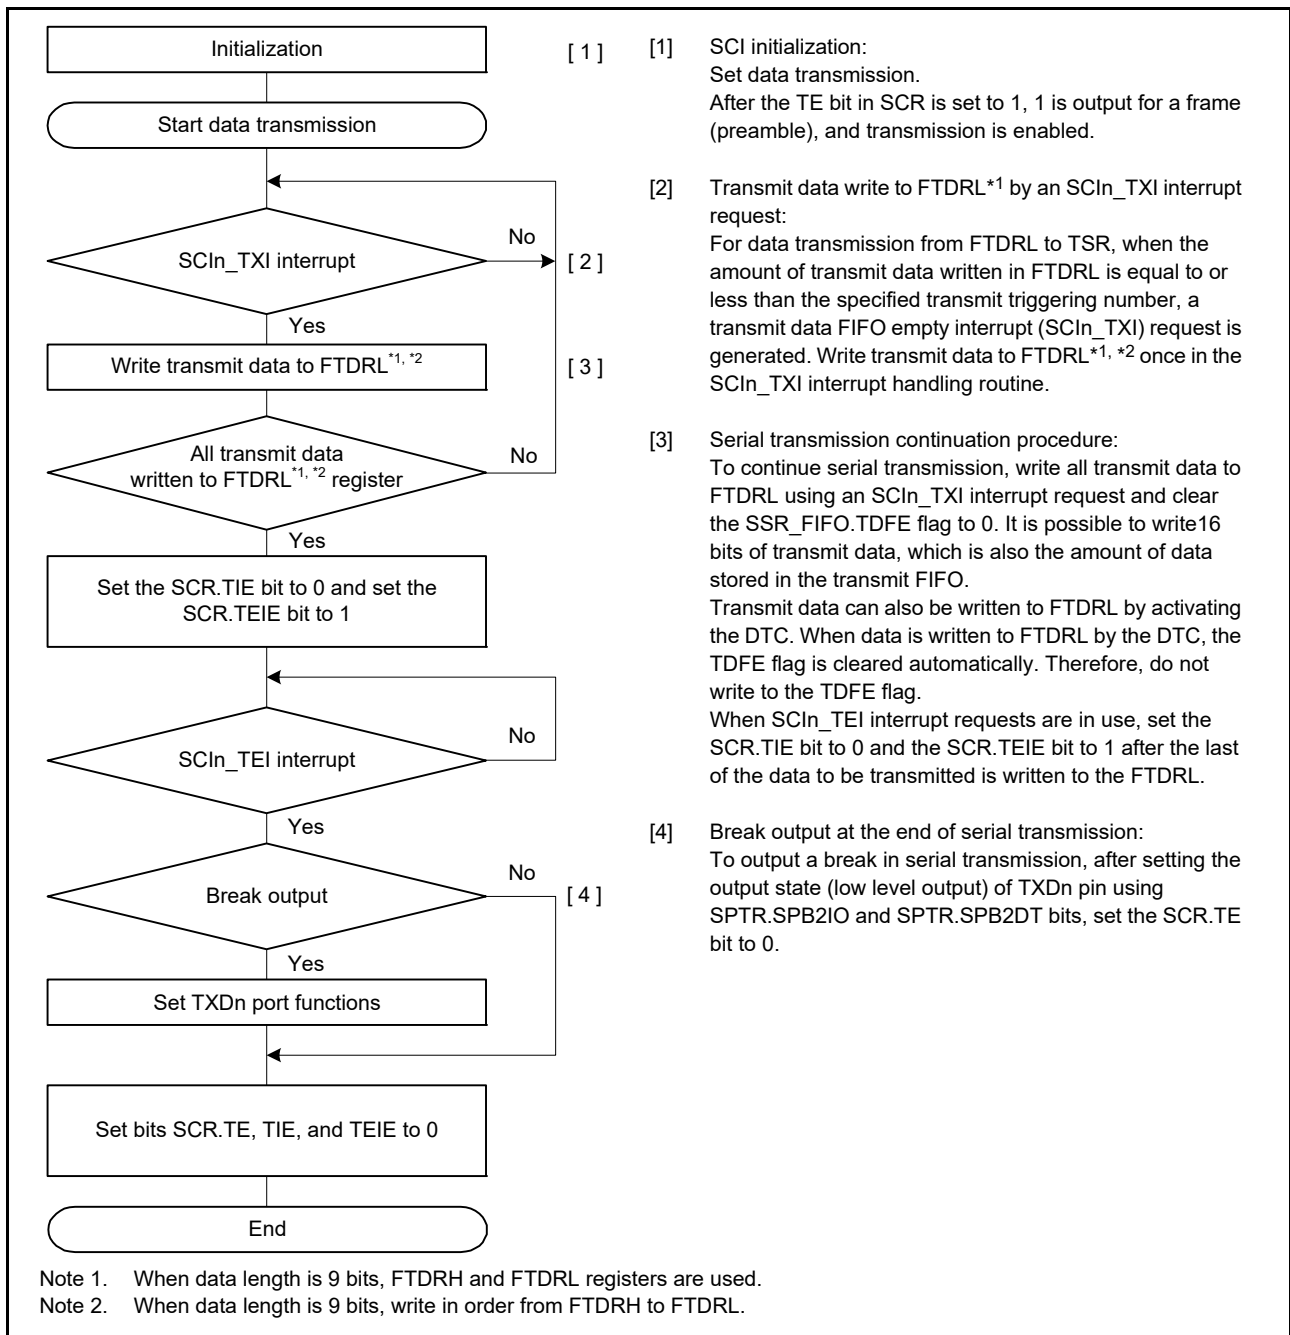 Initialization
[ 1 ]
Start data transmission
SCIn_TXI interrupt
No
[ 2 ]
Yes
Write transmit data to FTDRL*1, *2
[ 3 ]
All transmit data
written to FTDRL*1, *2 register
No
Yes
Set the SCR.TIE bit to 0 and set the
SCR.TEIE bit to 1
SCIn_TEI interrupt
No
Yes
Break output
No
[ 4 ]
Yes
Set TXDn port functions
Set bits SCR.TE, TIE, and TEIE to 0
End
[1] SCI initialization:
Set data transmission.
After the TE bit in SCR is set to 1, 1 is output for a frame
(preamble), and transmission is enabled.
[2] Transmit data write to FTDRL*1 by an SCIn_TXI interrupt
request:
For data transmission from FTDRL to TSR, when the
amount of transmit data written in FTDRL is equal to or
less than the specified transmit triggering number, a
transmit data FIFO empty interrupt (SCIn_TXI) request is
generated. Write transmit data to FTDRL*1, *2 once in the
SCIn_TXI interrupt handling routine.
[3] Serial transmission continuation procedure:
To continue serial transmission, write all transmit data to
FTDRL using an SCIn_TXI interrupt request and clear
the SSR_FIFO.TDFE flag to 0. It is possible to write16
bits of transmit data, which is also the amount of data
stored in the transmit FIFO.
Transmit data can also be written to FTDRL by activating
the DTC. When data is written to FTDRL by the DTC, the
TDFE flag is cleared automatically. Therefore, do not
write to the TDFE flag.
When SCIn_TEI interrupt requests are in use, set the
SCR.TIE bit to 0 and the SCR.TEIE bit to 1 after the last
of the data to be transmitted is written to the FTDRL.
[4] Break output at the end of serial transmission:
To output a break in serial transmission, after setting the
output state (low level output) of TXDn pin using
SPTR.SPB2IO and SPTR.SPB2DT bits, set the SCR.TE
bit to 0.
Note 1. When data length is 9 bits, FTDRH and FTDRL registers are used.
Note 2. When data length is 9 bits, write in order from FTDRH to FTDRL.